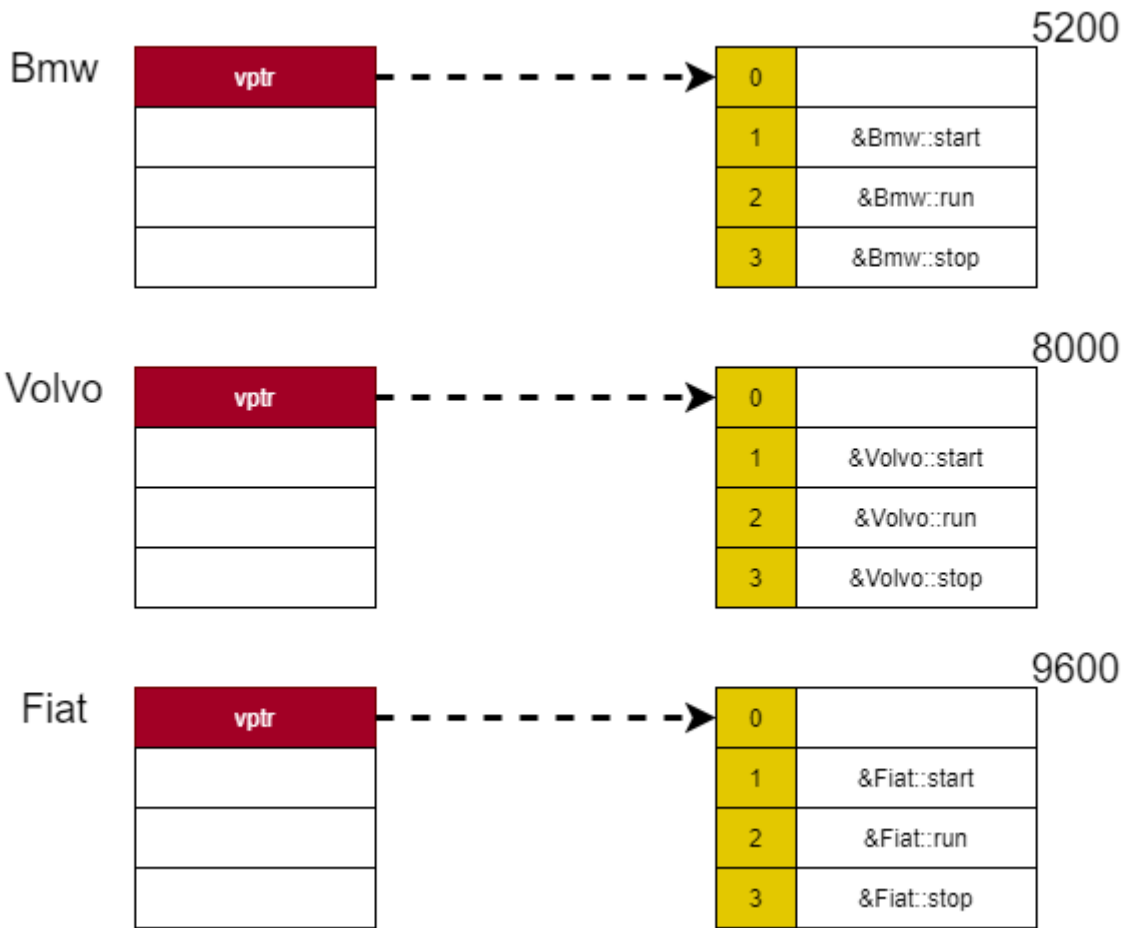 5200
Bmw vptr 0
1 &Bmw::start
2 &Bmw::run
3 &Bmw::stop
8000
Volvo vptr 0
1 &Volvo::start
2 &Volvo::run
3 &Volvo::stop
9600
Fiat vptr 0
1 &Fiat::start
2 &Fiat::run
3 &Fiat::stop